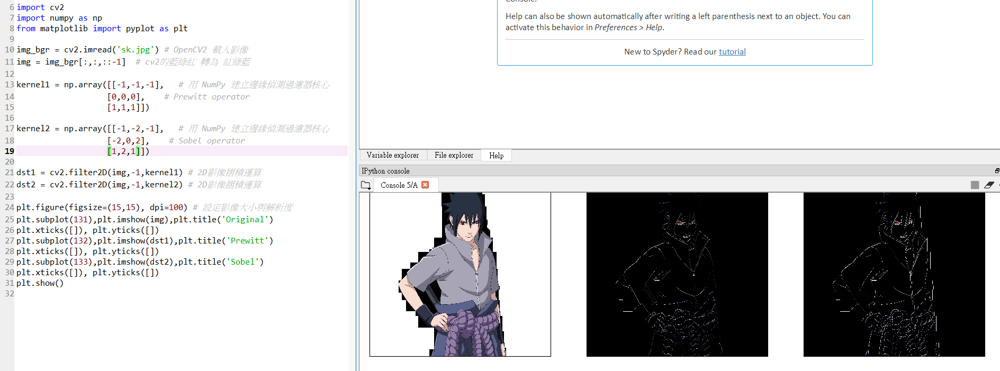 6 import cv2
7 import numpy as np
8 from matplotlib import pyplot as plt
9
10 img_bgr = cv2.imread('sk.jpg') # OpenCV2 載入影像
11 img = img_bgr[:,:,::-1]  # cv2的藍綠紅 轉為 紅綠藍
12
13 kernel1 = np.array([[-1,-1,-1],   # 用 NumPy 建立邊緣偵測過濾器核心
14                    [0,0,0],    # Prewitt operator
15                    [1,1,1]])
16
17 kernel2 = np.array([[-1,-2,-1],   # 用 NumPy 建立邊緣偵測過濾器核心
18                    [-2,0,2],    # Sobel operator
19                    [1,2,1]])
20
21 dst1 = cv2.filter2D(img,-1,kernel1) # 2D影像摺積運算
22 dst2 = cv2.filter2D(img,-1,kernel2) # 2D影像摺積運算
23
24 plt.figure(figsize=(15,15), dpi=100) # 設定影像大小與解析度
25 plt.subplot(131),plt.imshow(img),plt.title('Original')
26 plt.xticks([]), plt.yticks([])
27 plt.subplot(132),plt.imshow(dst1),plt.title('Prewitt')
28 plt.xticks([]), plt.yticks([])
29 plt.subplot(133),plt.imshow(dst2),plt.title('Sobel')
30 plt.xticks([]), plt.yticks([])
31 plt.show()
32
Console.
Help can also be shown automatically after writing a left parenthesis next to an object. You can
activate this behavior in Preferences > Help.
New to Spyder? Read our tutorial
Variable explorer File explorer Help
IPython console
Console 5/A